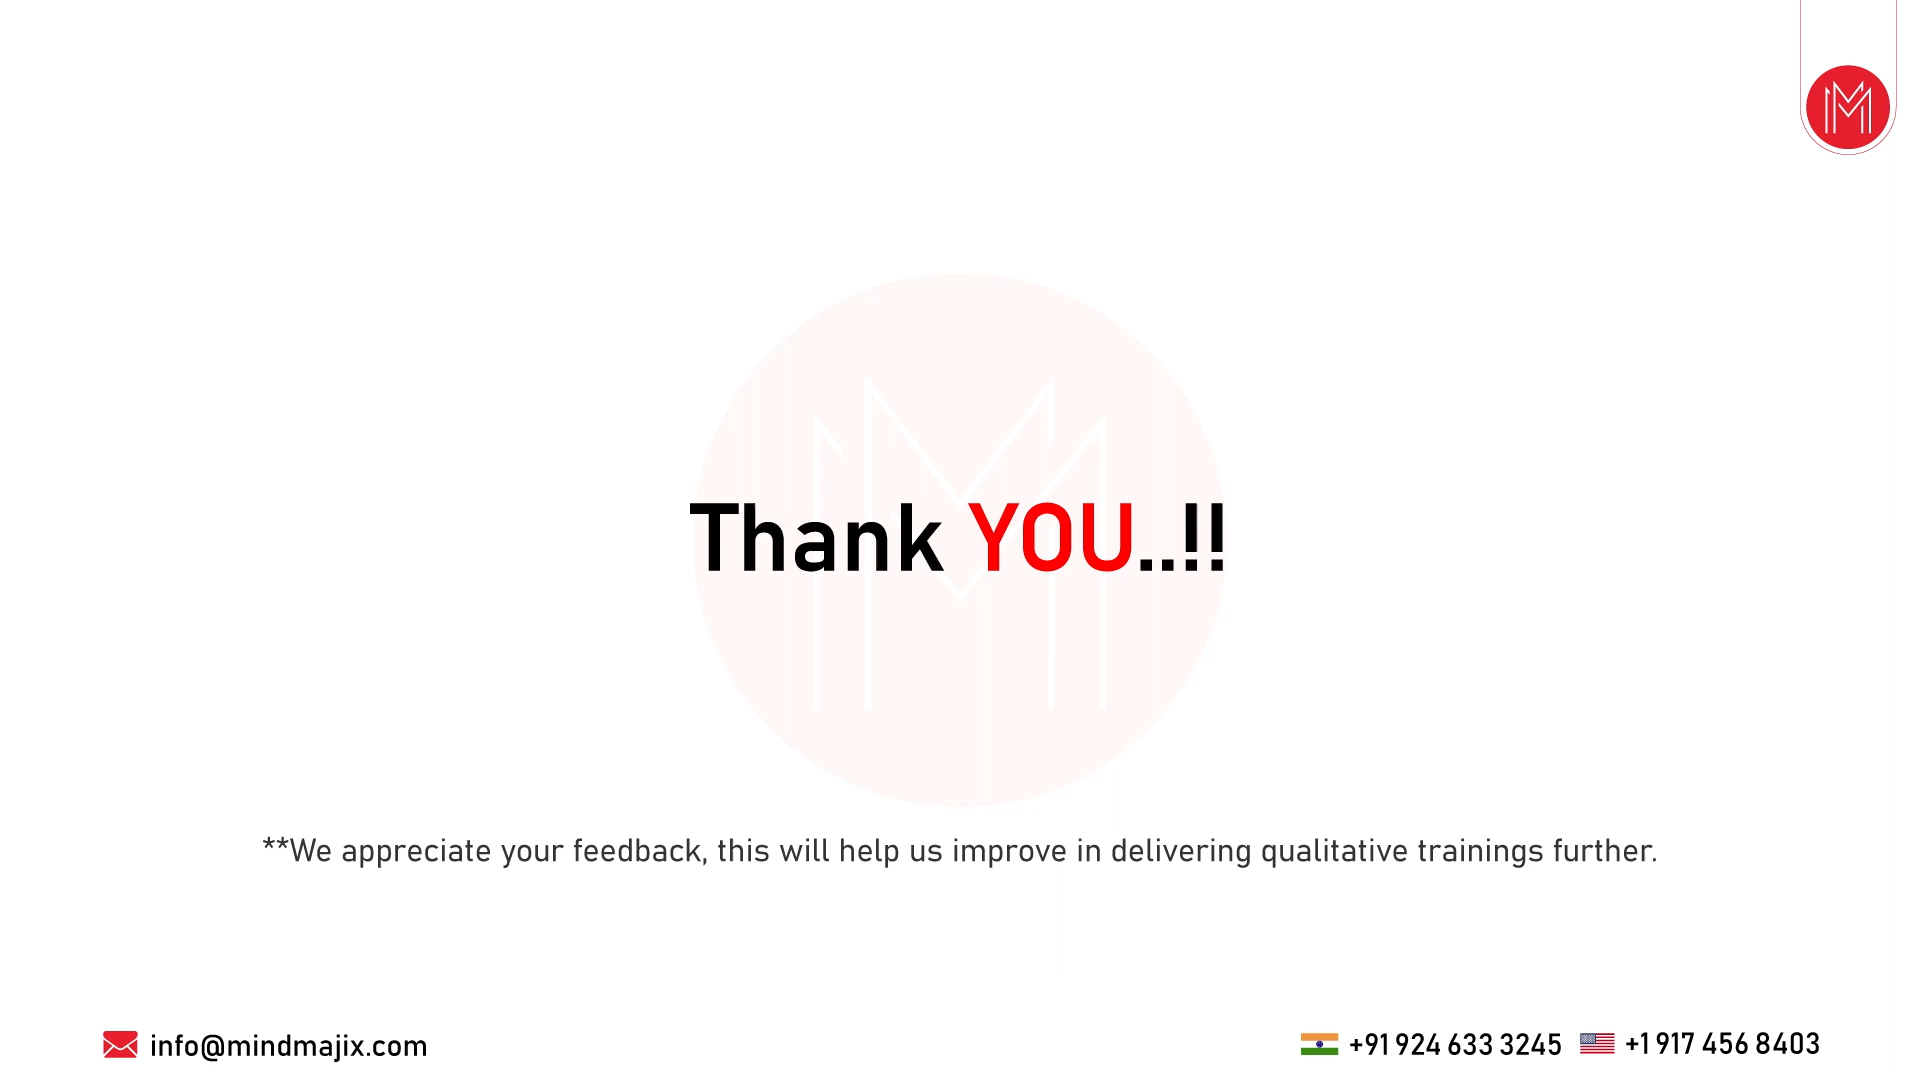 Thank YOU..!!
**We appreciate your feedback, this will help us improve in delivering qualitative trainings further.
info@mindmajix.com
+91 924 633 3245
+1 917 456 8403